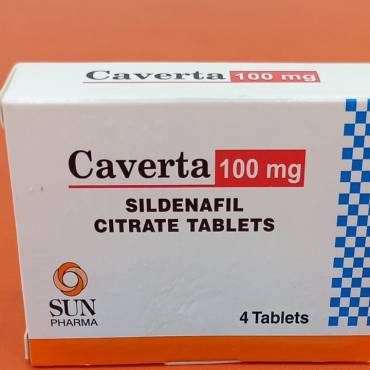 Caverta 100 mg
Caverta 100 mg
SILDENAFIL
CITRATE TABLETS
SUN
PHARMA
4 Tablets